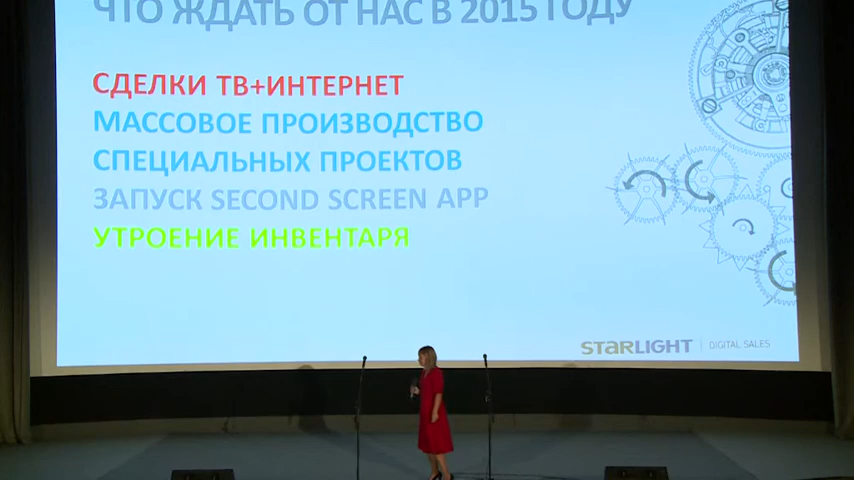 ЧТО ЖДАТЬ ОТ НАС В 2015 ГОДУ
СДЕЛКИ ТВ+ИНТЕРНЕТ
МАССОВОЕ ПРОИЗВОДСТВО
СПЕЦИАЛЬНЫХ ПРОЕКТОВ
ЗАПУСК SECOND SCREEN APP
УТРОЕНИЕ ИНВЕНТАРЯ
STARLIGHT | DIGITAL SALES